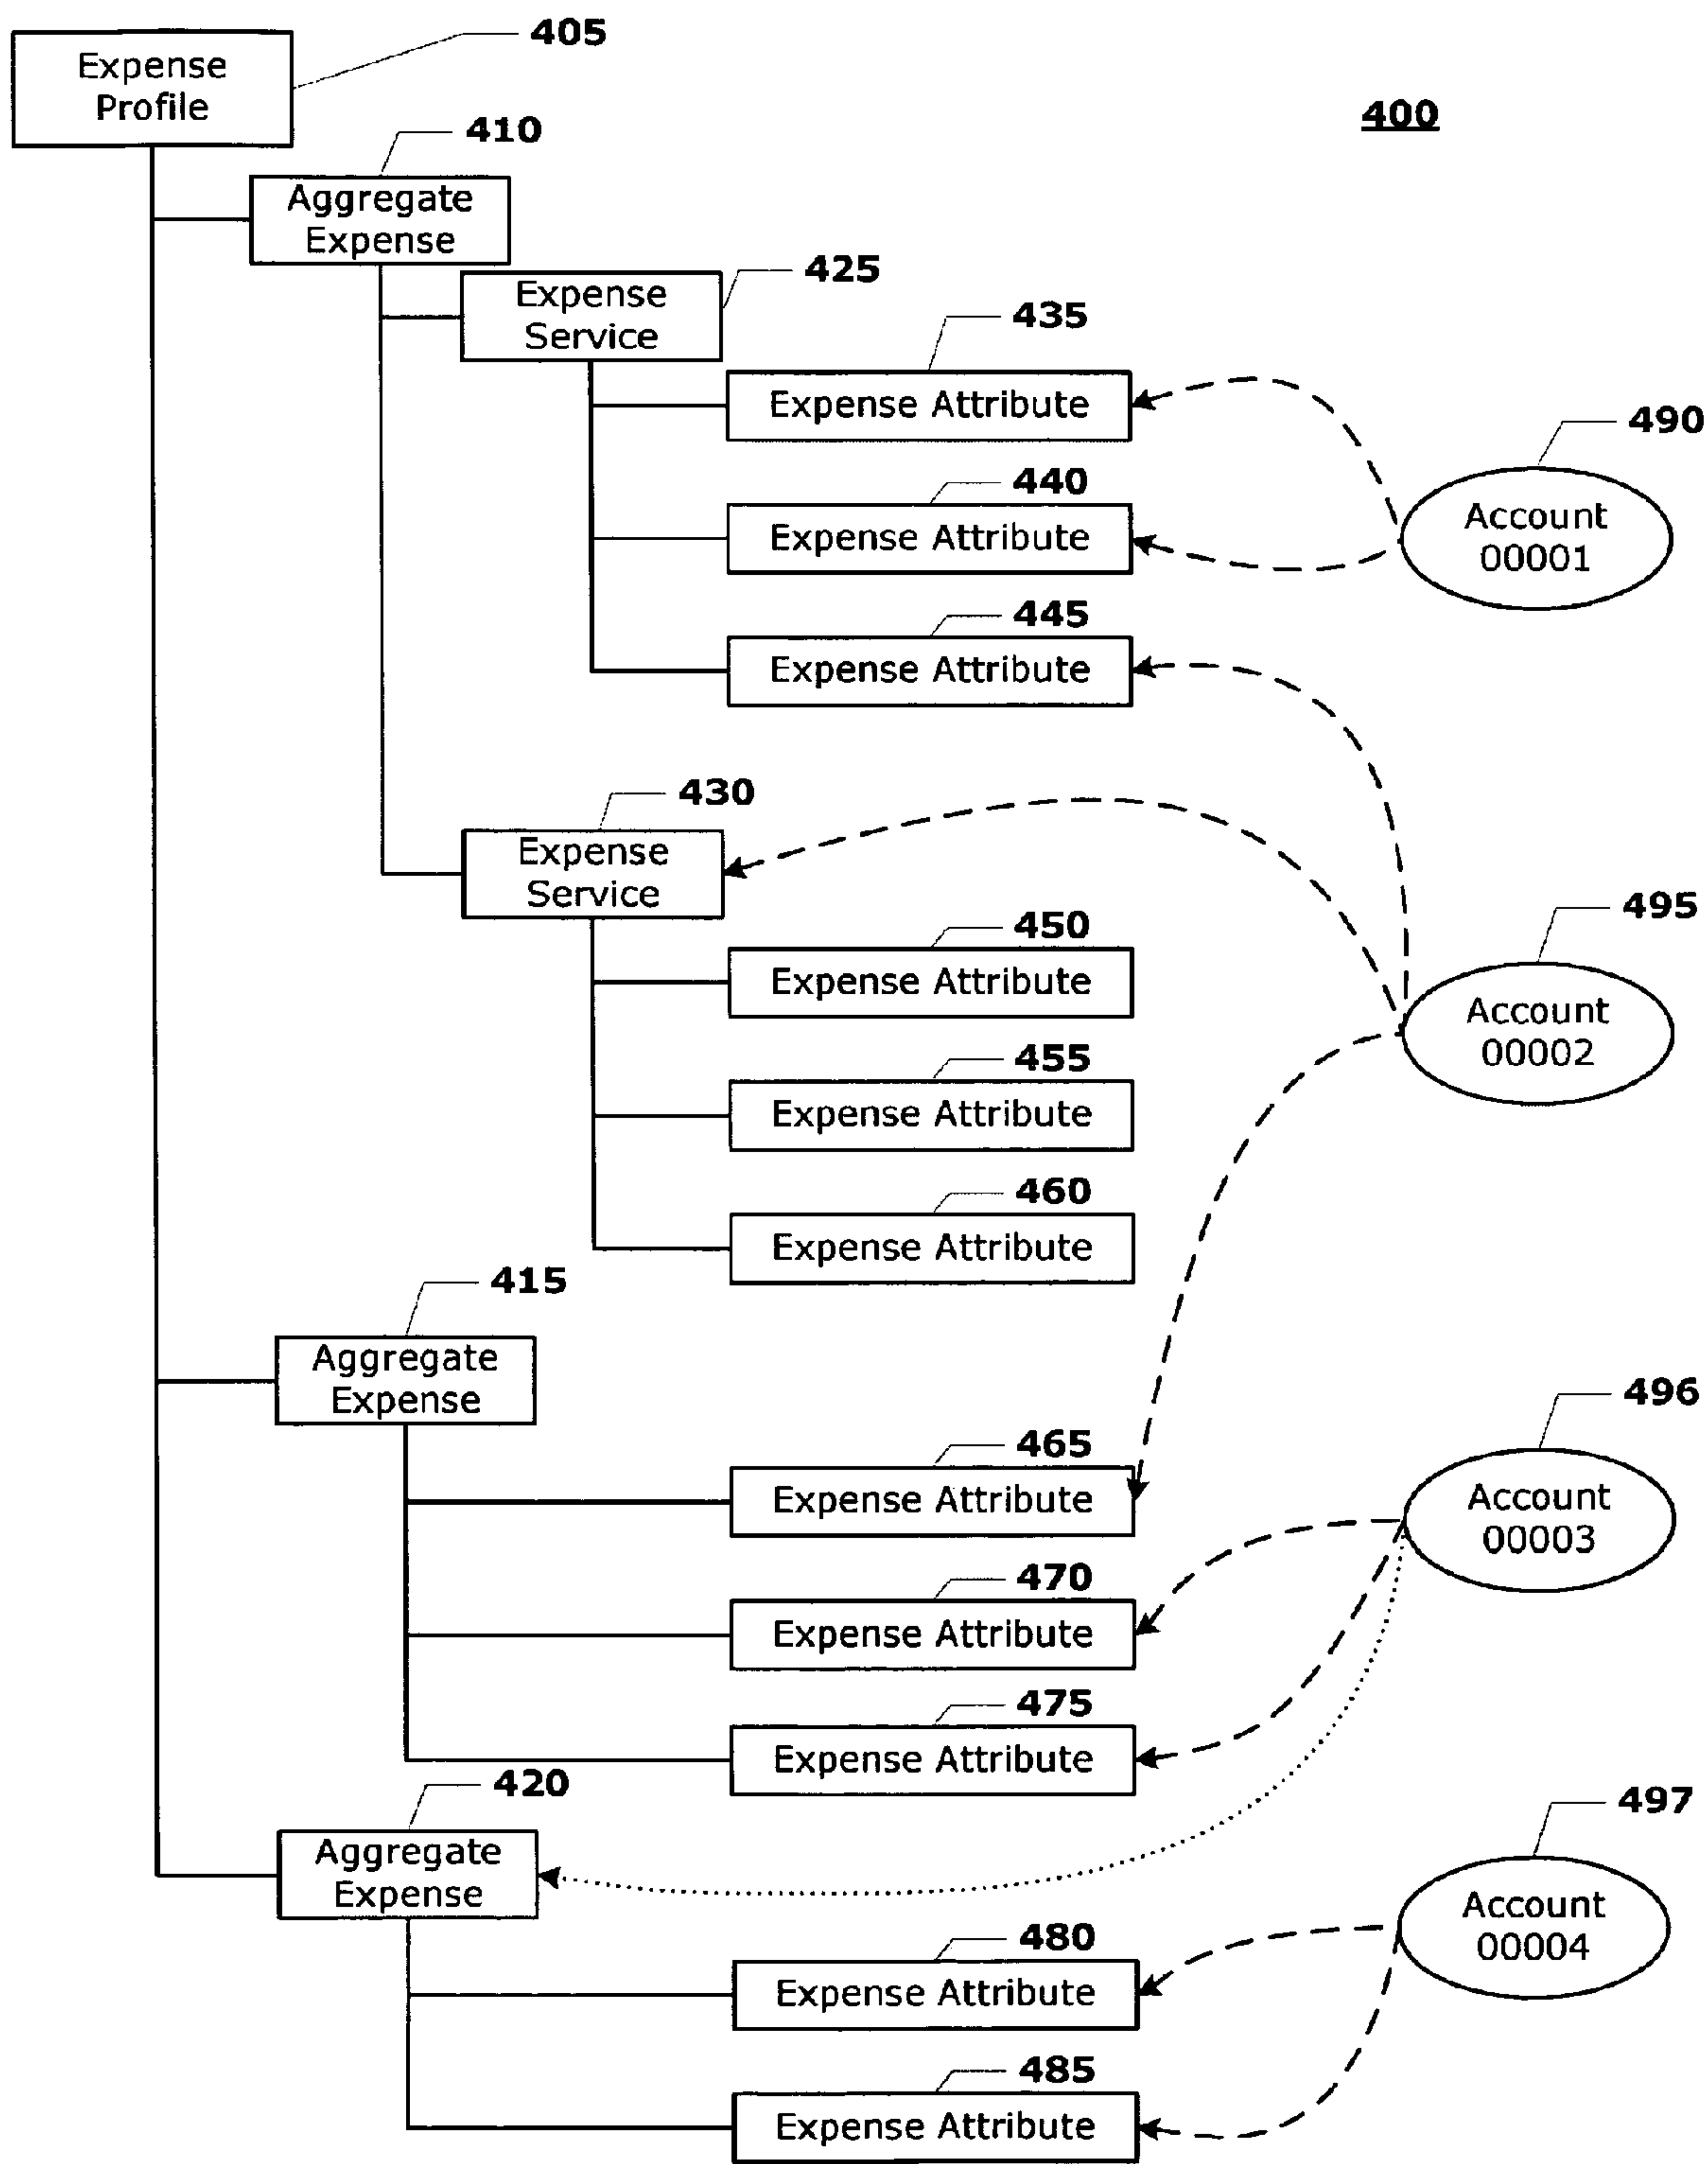 405
Expense
Profile
400
410
Aggregate
Expense
425
Expense
Service
435
Expense Attribute
490
440
Expense Attribute
Account
00001
445
Expense Attribute
430
Expense
Service
495
450
Expense Attribute
Account
00002
455
Expense Attribute
460
Expense Attribute
415
Aggregate
Expense
496
465
Expense Attribute
Account
00003
470
Expense Attribute
475
Expense Attribute
420
Aggregate
Expense
497
480
Expense Attribute
Account
00004
485
Expense Attribute